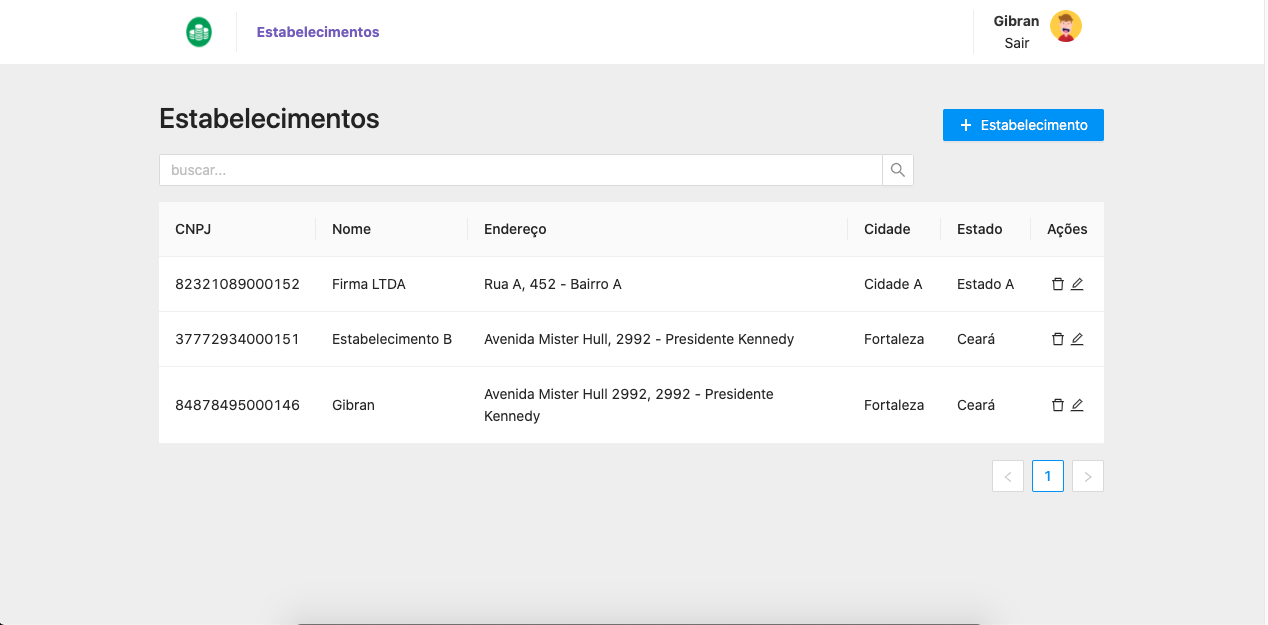 Estabelecimentos
Gibran
Sair
Estabelecimentos
+ Estabelecimento
buscar...
CNPJ Nome Endereço Cidade Estado Ações
82321089000152 Firma LTDA Rua A, 452 - Bairro A Cidade A Estado A
37772934000151 Estabelecimento B Avenida Mister Hull, 2992 - Presidente Kennedy Fortaleza Ceará
84878495000146 Gibran Avenida Mister Hull 2992, 2992 - Presidente Fortaleza Ceará
Kennedy
< 1 >